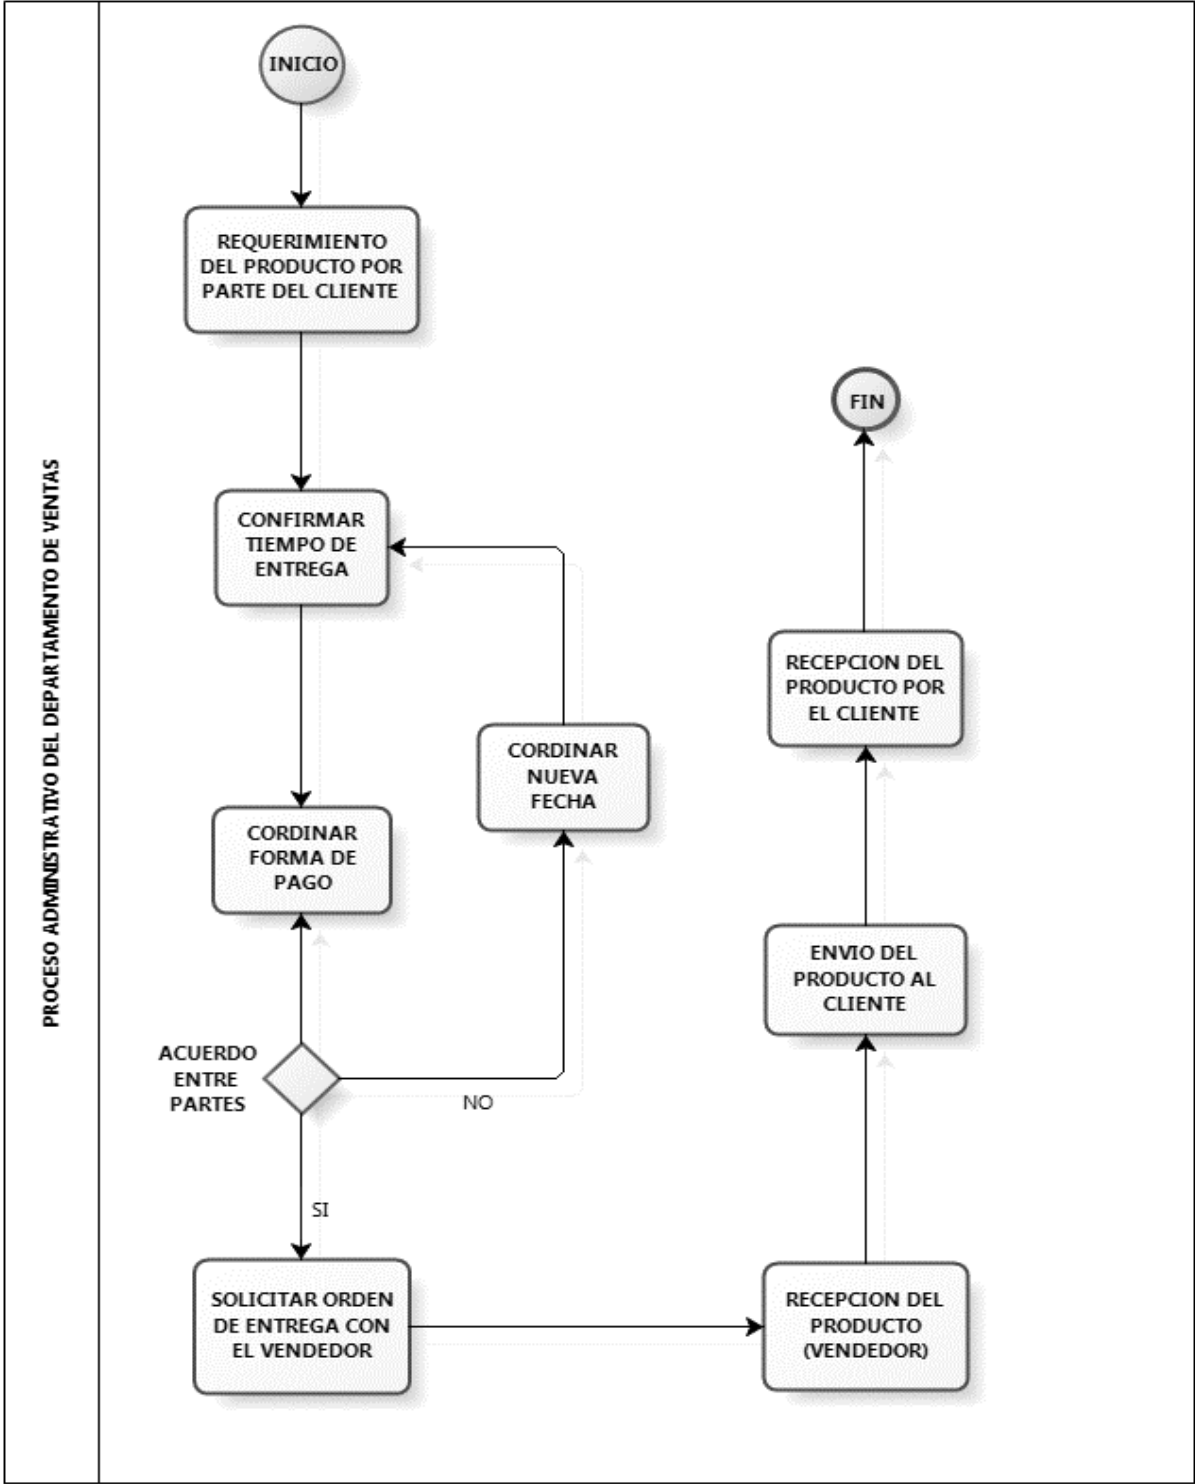 PROCESO ADMINISTRATIVO DEL DEPARTAMENTO DE VENTAS
INICIO
REQUERIMIENTO
DEL PRODUCTO POR
PARTE DEL CLIENTE
CONFIRMAR
TIEMPO DE
ENTREGA
CORDINAR
NUEVA
FECHA
CORDINAR
FORMA DE
PAGO
ACUERDO
ENTRE
PARTES
NO
SI
SOLICITAR ORDEN
DE ENTREGA CON
EL VENDEDOR
RECEPCION DEL
PRODUCTO
(VENDEDOR)
ENVIO DEL
PRODUCTO AL
CLIENTE
RECEPCION DEL
PRODUCTO POR
EL CLIENTE
FIN